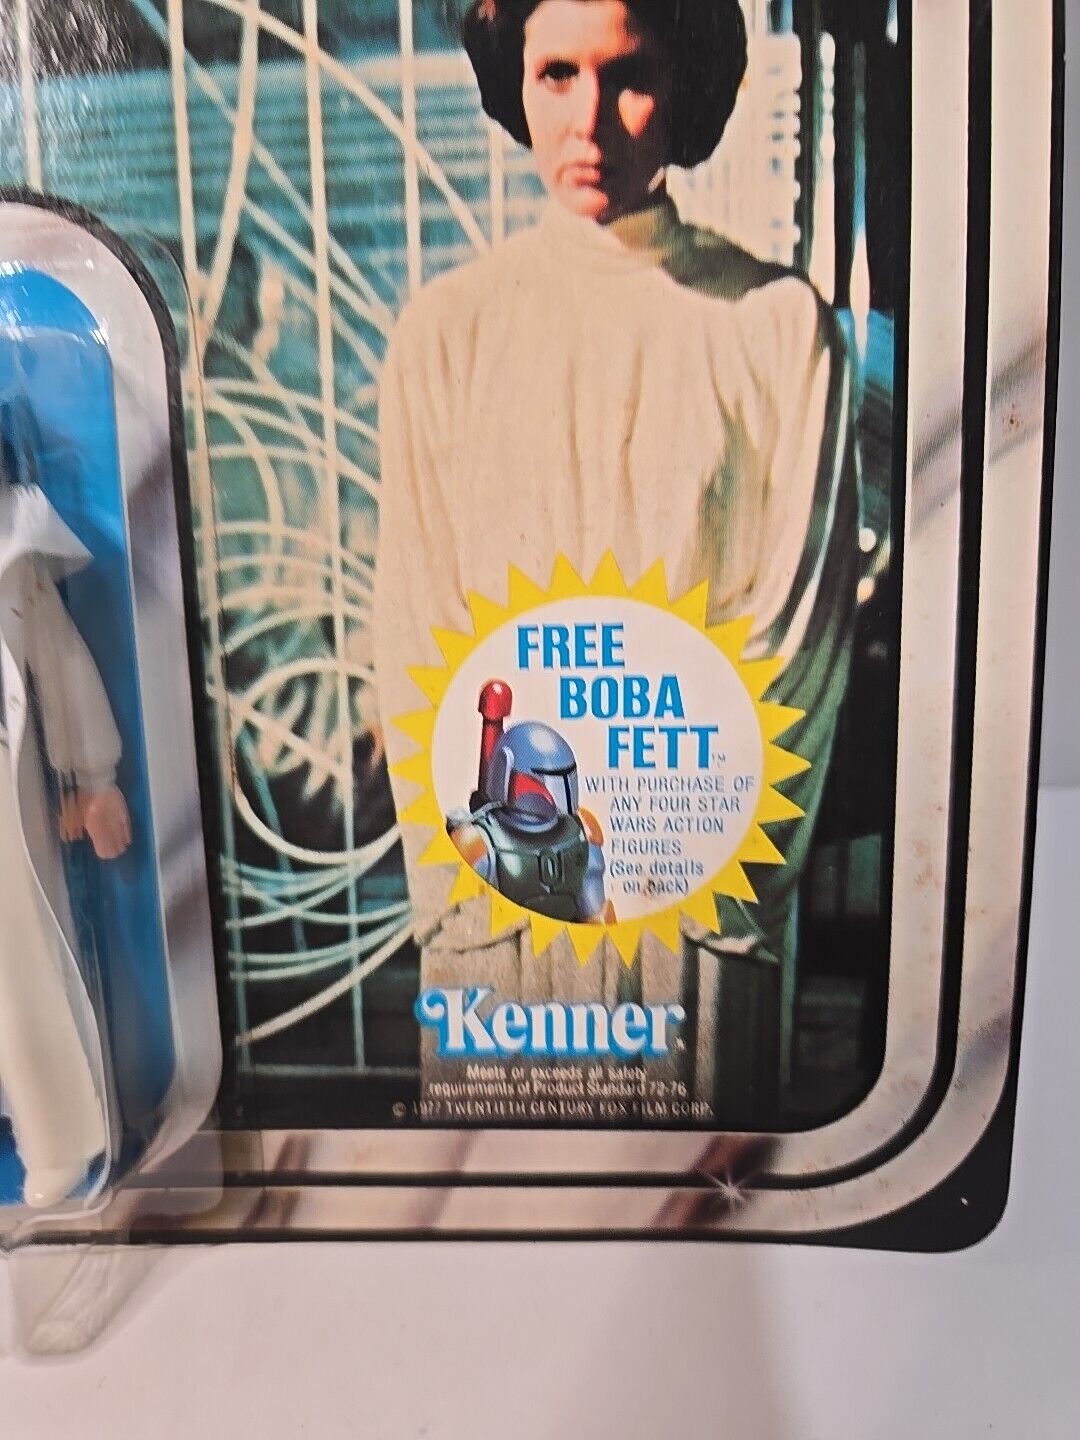 FREE
BOBA
FETT™
WITH PURCHASE OF
ANY FOUR STAR
WARS ACTION
FIGURES
(See details
on back)
Kenner
Meets or exceeds all safety
requirements of Product Standard 72-76
© 1977 TWENTIETH CENTURY FOX FILM CORP.